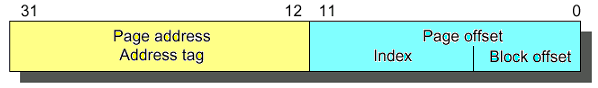 31 12 11 0
Page address Page offset
Address tag Index Block offset